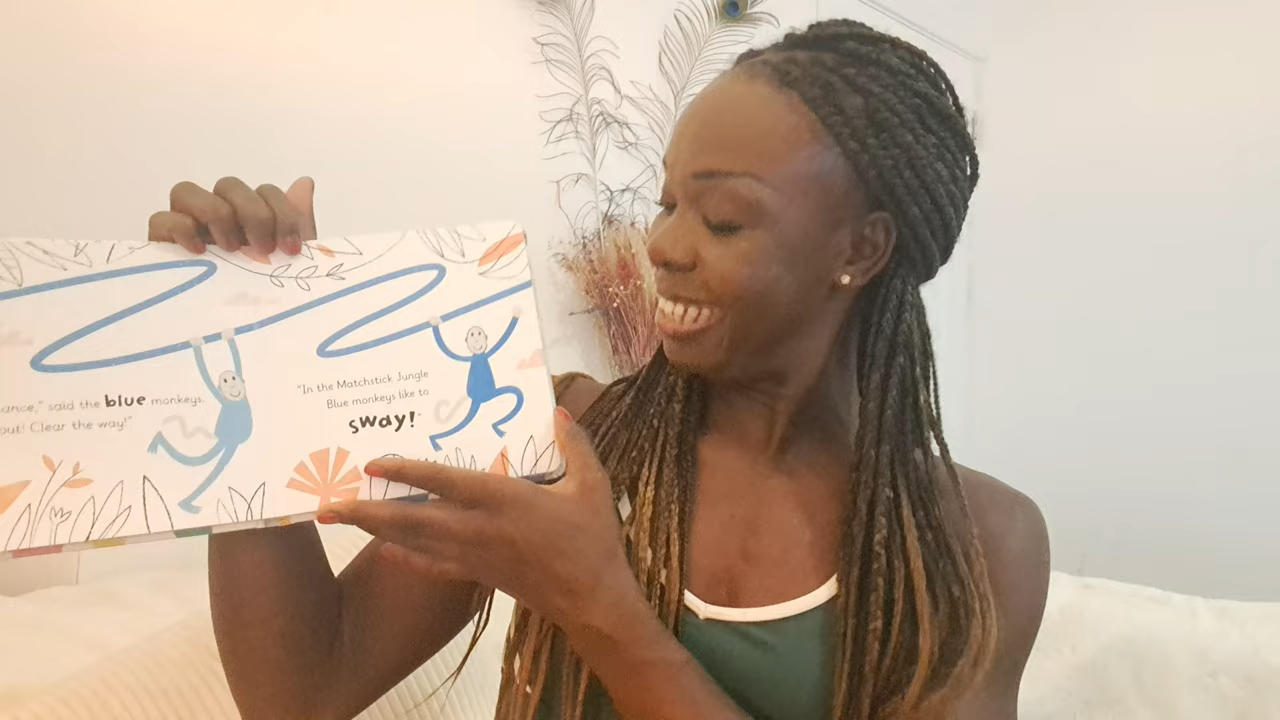 ance," said the blue monkeys.
out! Clear the way!"
"In the Matchstick Jungle
Blue monkeys like to
sway!"